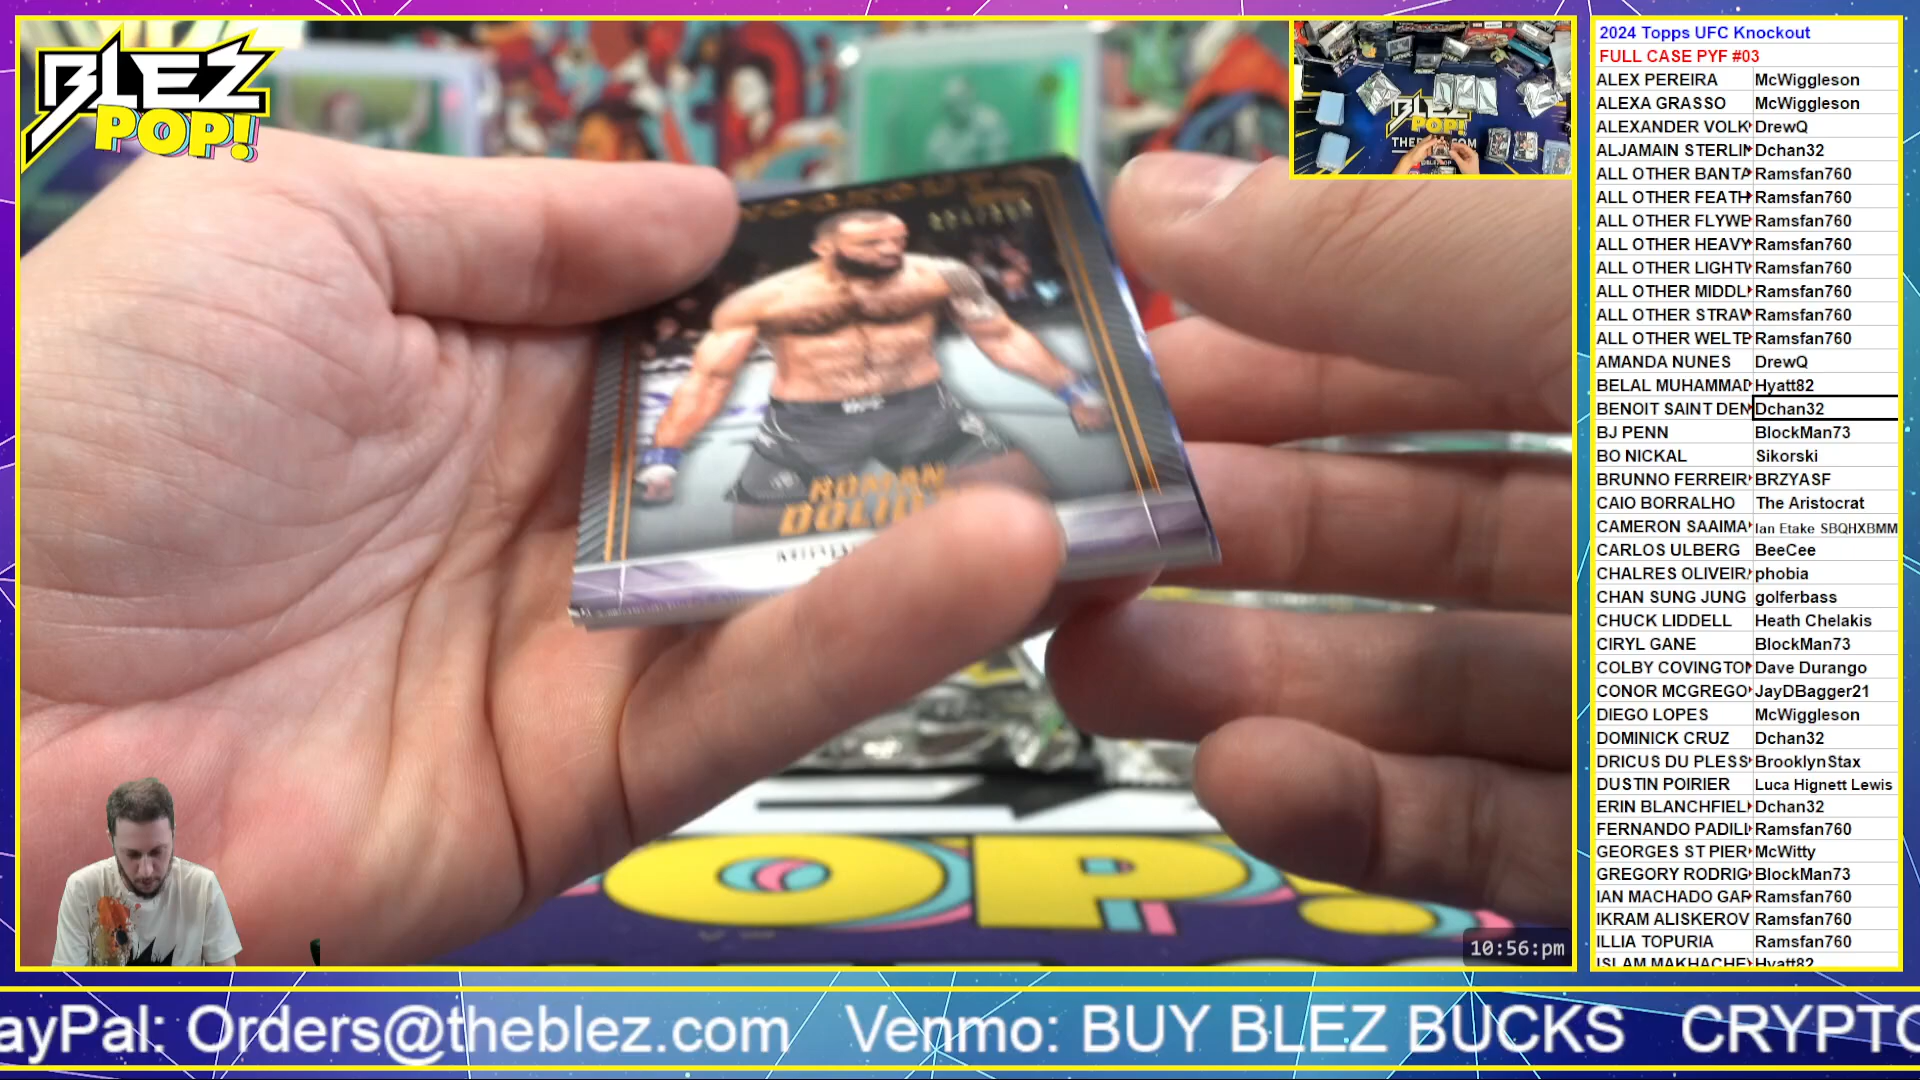 BLEZ
POP!
ROMAN
10:56:pm
2024 Topps UFC Knockout
FULL CASE PYF #03
ALEX PEREIRA McWiggleson
ALEXA GRASSO McWiggleson
ALEXANDER VOLK DrewQ
ALJAMAIN STERLIN Dchan32
ALL OTHER BANTA Ramsfan760
ALL OTHER FEATH Ramsfan760
ALL OTHER FLYWE Ramsfan760
ALL OTHER HEAVY Ramsfan760
ALL OTHER LIGHTW Ramsfan760
ALL OTHER MIDDL Ramsfan760
ALL OTHER STRAW Ramsfan760
ALL OTHER WELTE Ramsfan760
AMANDA NUNES DrewQ
BELAL MUHAMMAD Hyatt82
BENOIT SAINT DEN Dchan32
BJ PENN BlockMan73
BO NICKAL Sikorski
BRUNNO FERREIR BRZYASF
CAIO BORRALHO The Aristocrat
CAMERON SAAIMA Ian Etake SBQHXBMM
CARLOS ULBERG BeeCee
CHALRES OLIVEIRA phobia
CHAN SUNG JUNG golferbass
CHUCK LIDDELL Heath Chelakis
CIRYL GANE BlockMan73
COLBY COVINGTON Dave Durango
CONOR MCGREGO JayDBagger21
DIEGO LOPES McWiggleson
DOMINICK CRUZ Dchan32
DRICUS DU PLESS BrooklynStax
DUSTIN POIRIER Luca Hignett Lewis
ERIN BLANCHFIEL Dchan32
FERNANDO PADILL Ramsfan760
GEORGES ST PIER McWitty
GREGORY RODRIG BlockMan73
IAN MACHADO GAR Ramsfan760
IKRAM ALISKEROV Ramsfan760
ILLIA TOPURIA Ramsfan760
ISLAM MAKHACHE Hyatt82
ayPal: Orders@theblez.com Venmo: BUY BLEZ BUCKS CRYPTO